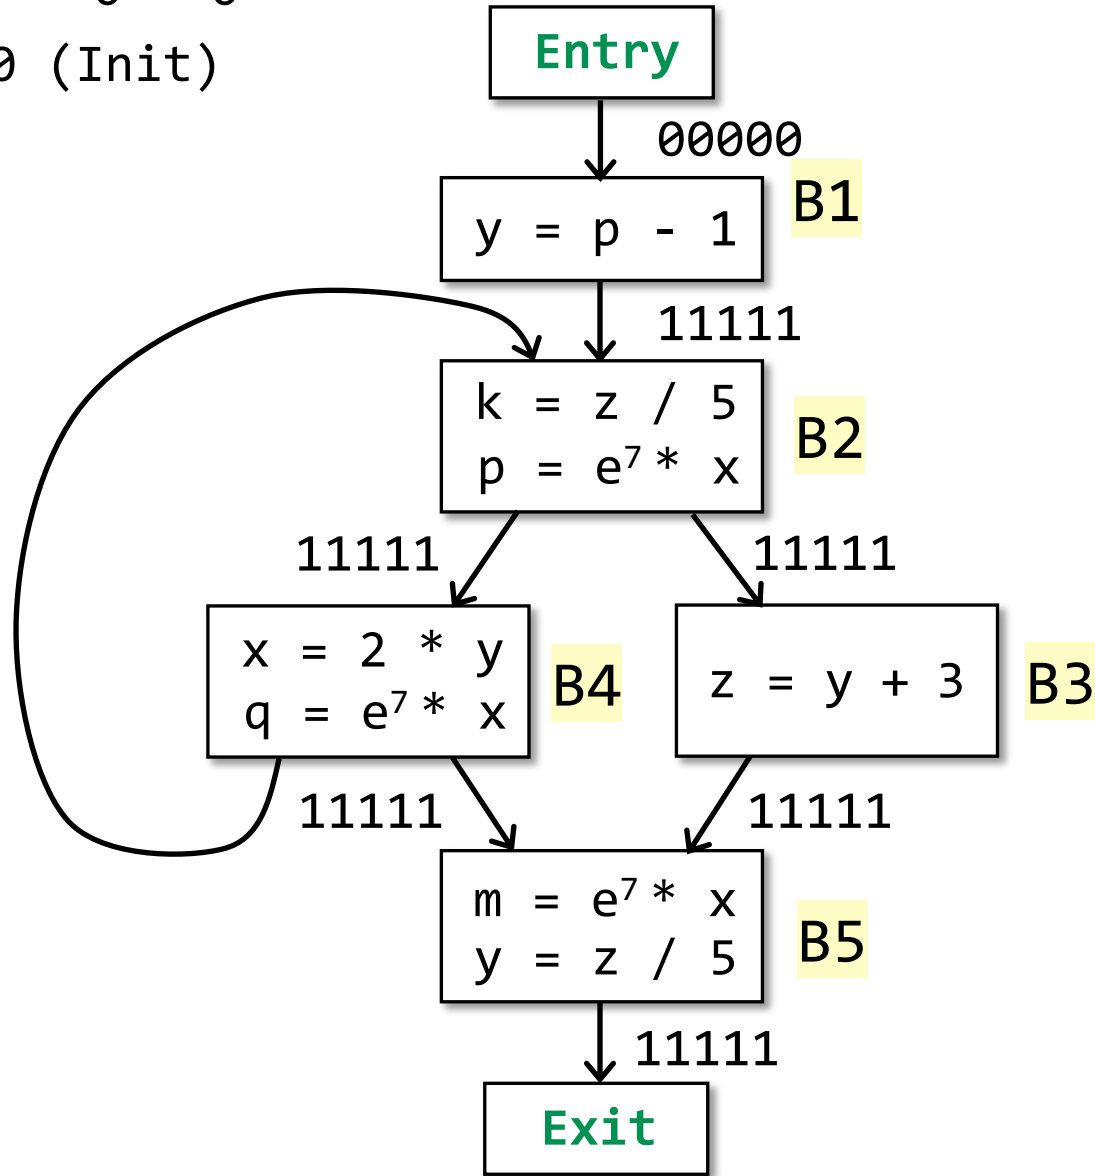 0 (Init)
Entry
00000
B1
y = p - 1
11111
k = z / 5
p = e⁷ * x
B2
11111
11111
x = 2 * y
q = e⁷ * x
B4
z = y + 3
B3
11111
11111
m = e⁷ * x
y = z / 5
B5
11111
Exit